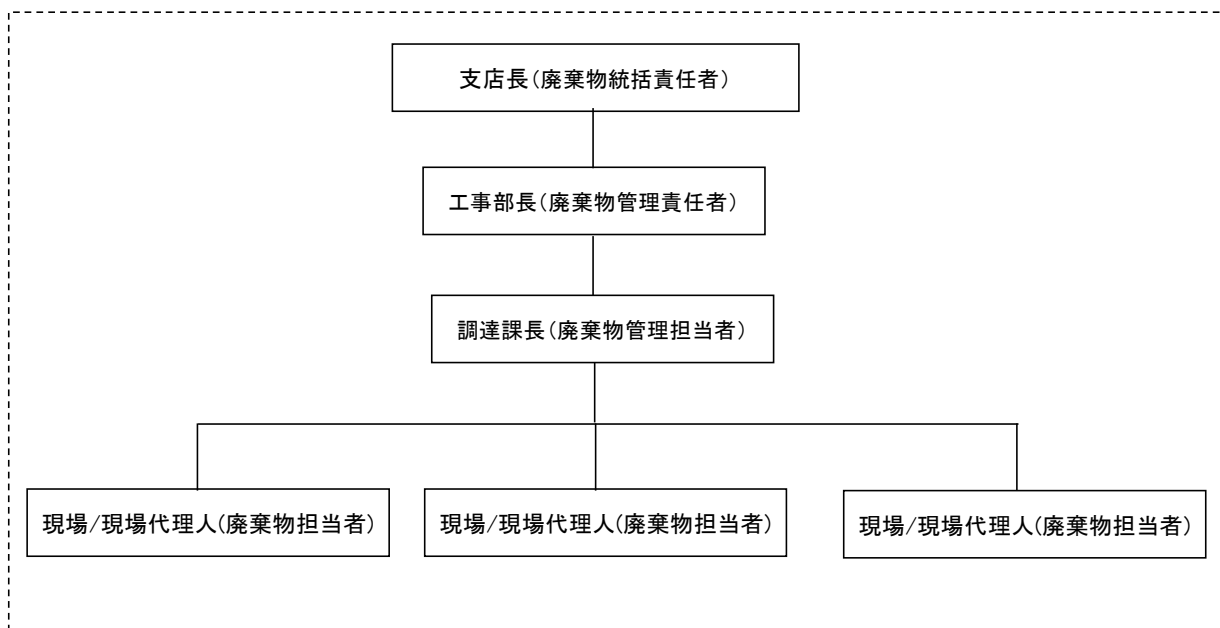 支店長(廃棄物統括責任者)
工事部長(廃棄物管理責任者)
調達課長(廃棄物管理担当者)
現場/現場代理人(廃棄物担当者)
現場/現場代理人(廃棄物担当者)
現場/現場代理人(廃棄物担当者)